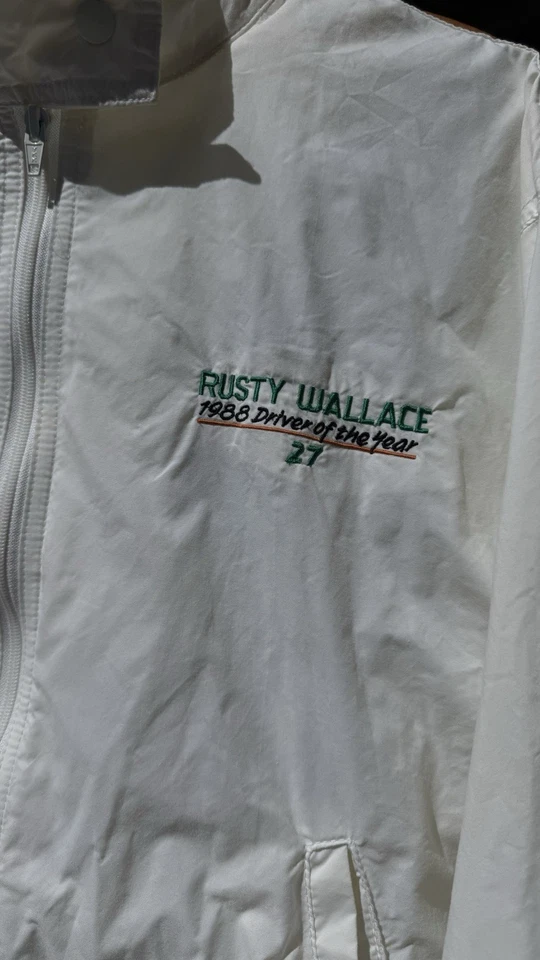 RUSTY WALLACE
1988 Driver of the Year
27